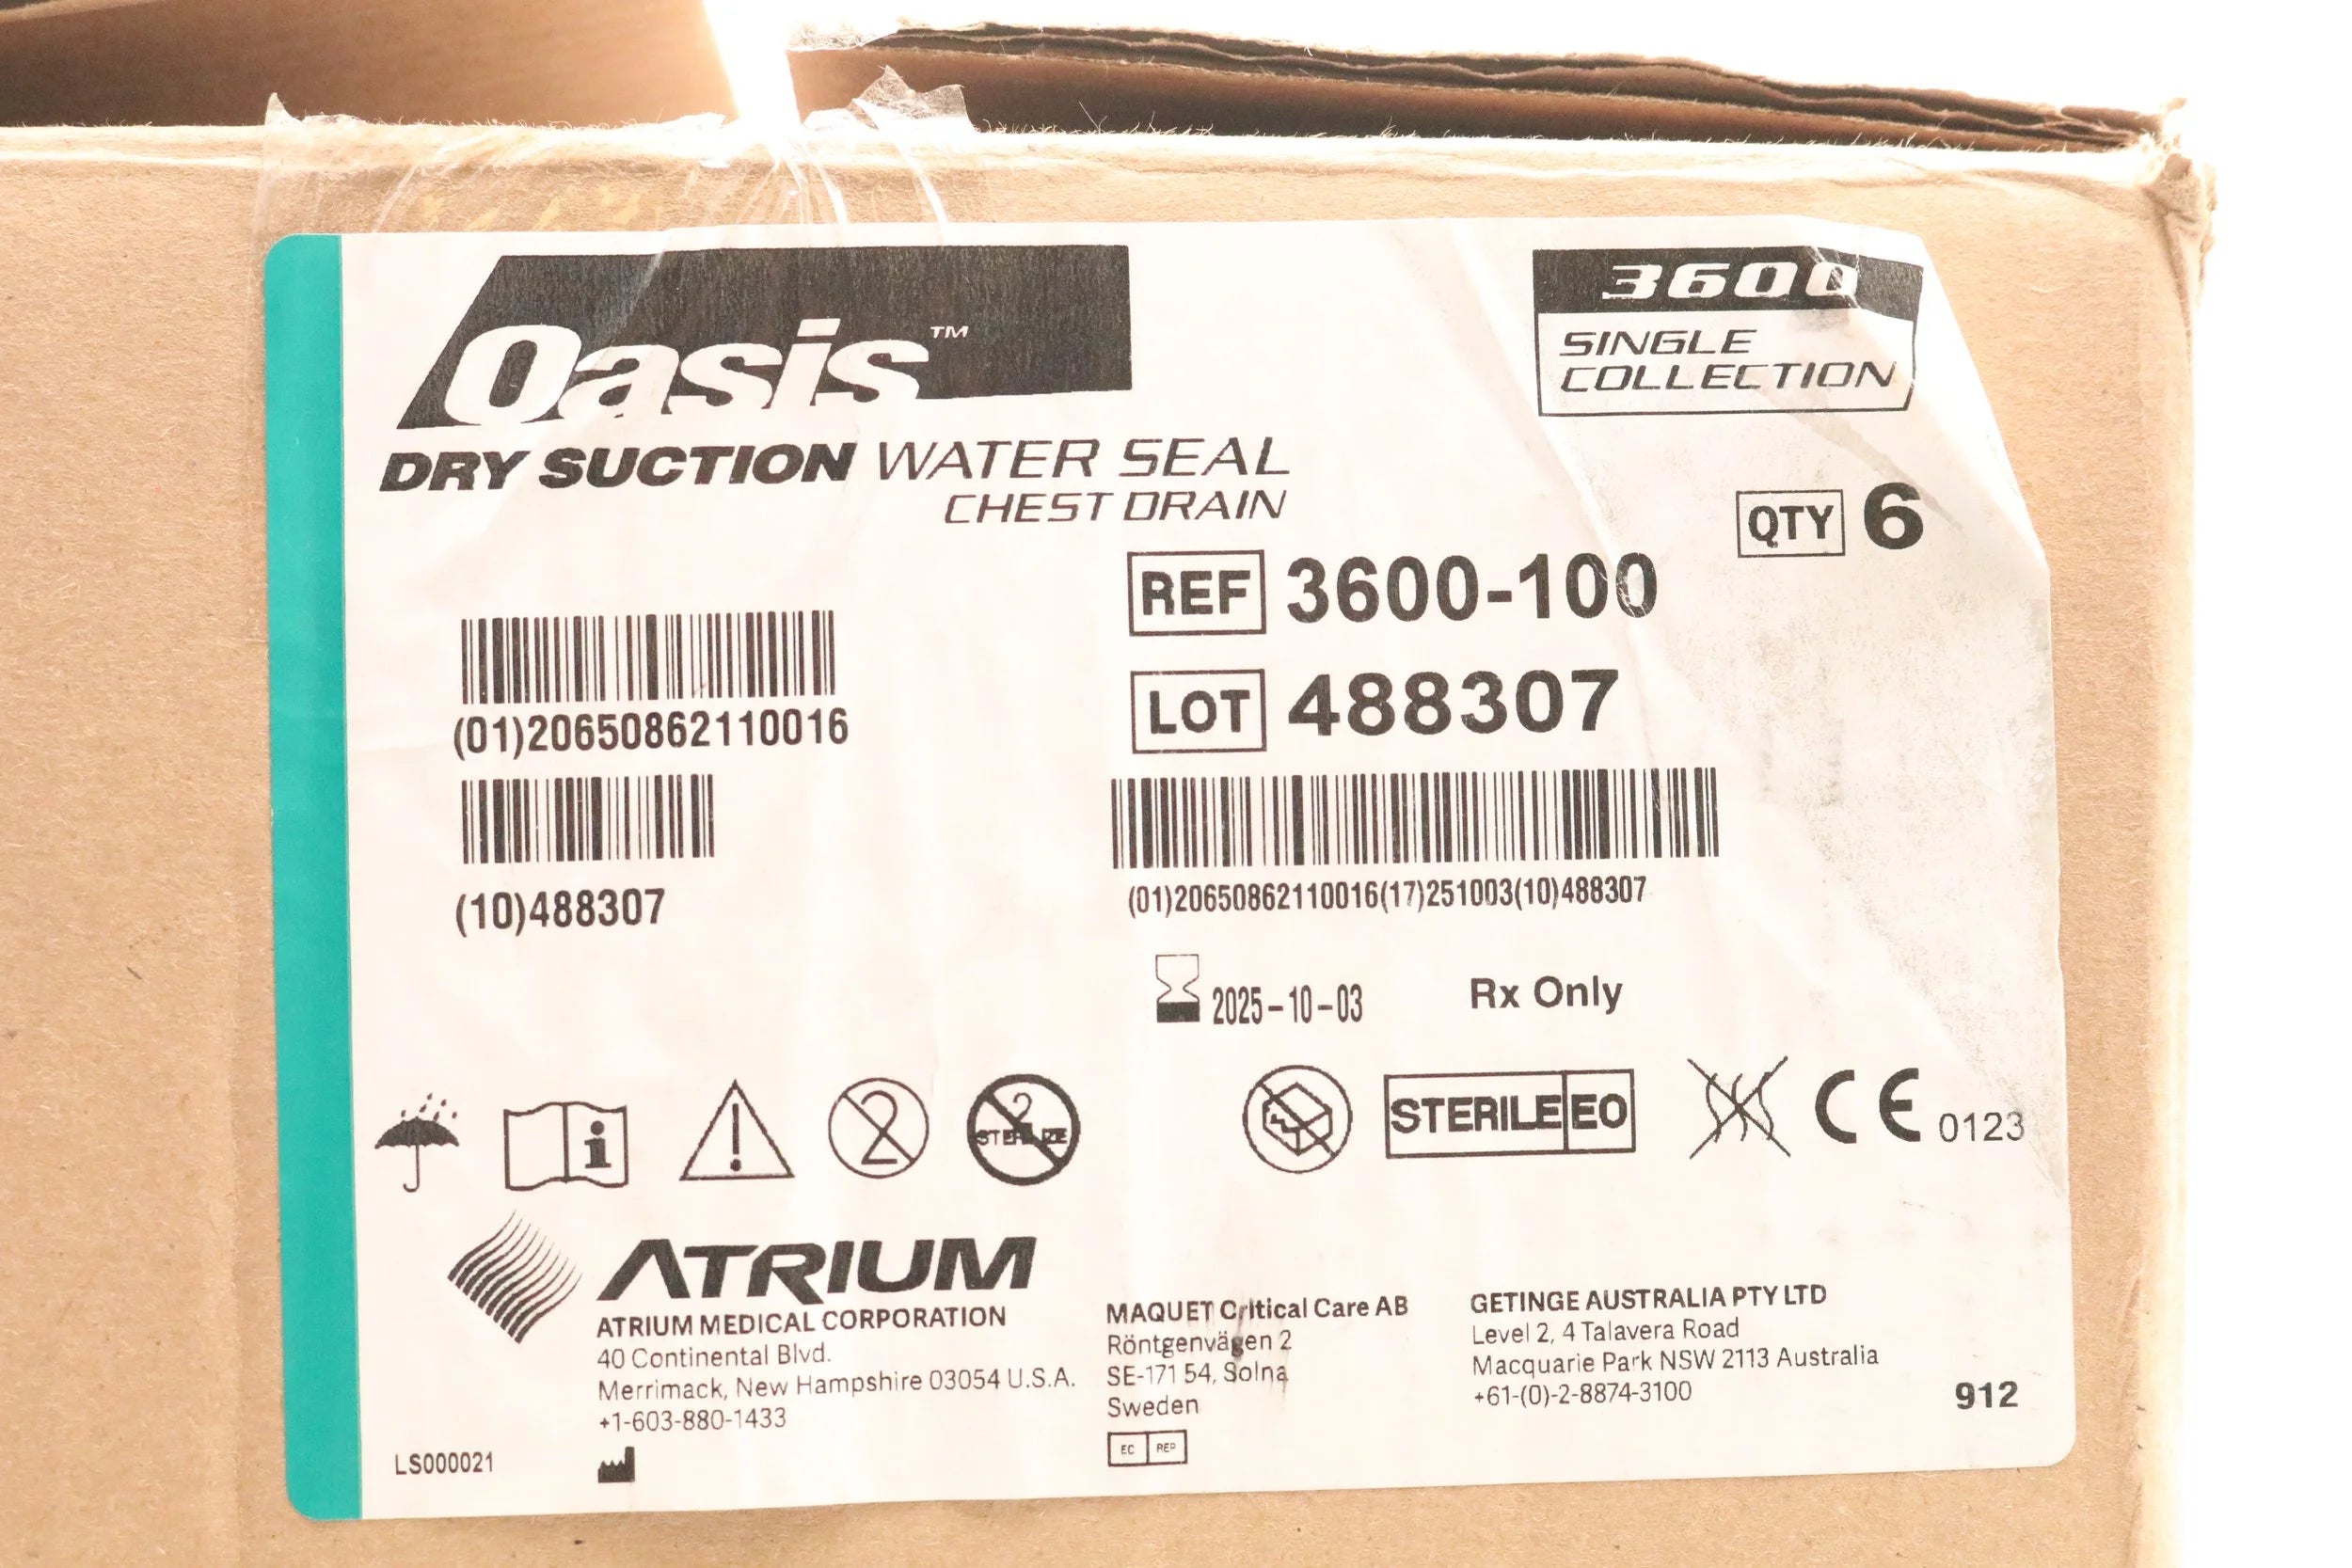 Oasis™
3600
SINGLE
COLLECTION
DRY SUCTION WATER SEAL
CHEST DRAIN
QTY 6
REF 3600-100
LOT 488307
(01)20650862110016
(10)488307
(01)20650862110016(17)251003(10)488307
2025-10-03
Rx Only
2
2
STERILIZE
STERILE EO
CE 0123
ATRIUM
ATRIUM MEDICAL CORPORATION
40 Continental Blvd.
Merrimack, New Hampshire 03054 U.S.A.
+1-603-880-1433
MAQUET Critical Care AB
Röntgenvägen 2
SE-171 54, Solna
Sweden
EC REP
GETINGE AUSTRALIA PTY LTD
Level 2, 4 Talavera Road
Macquarie Park NSW 2113 Australia
+61-(0)-2-8874-3100
912
LS000021